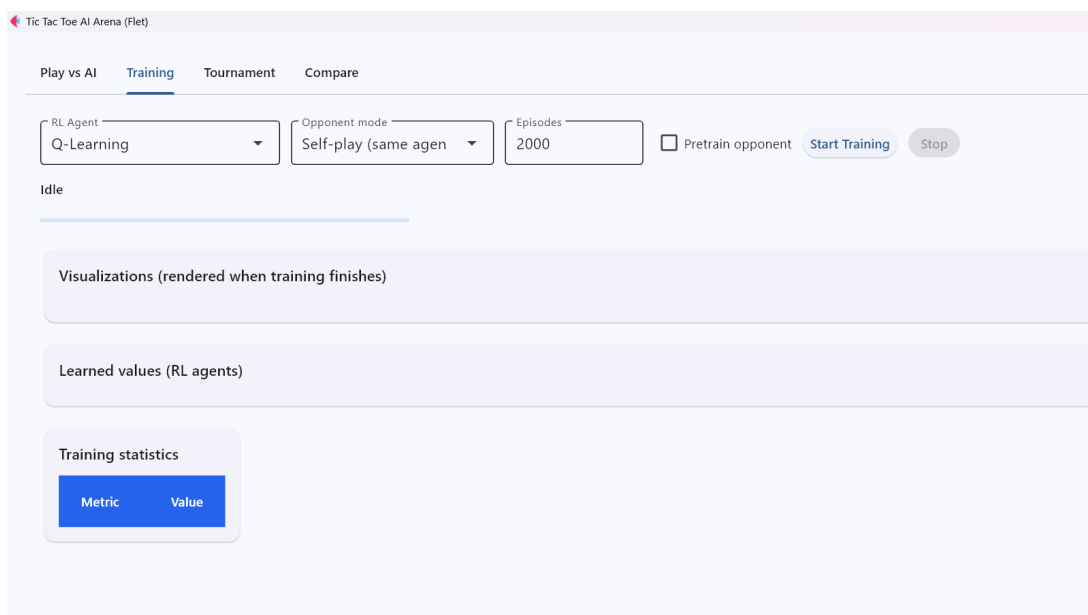 Tic Tac Toe AI Arena (Flet)
Play vs AI Training Tournament Compare
RL Agent Opponent mode Episodes
Q-Learning Self-play (same agen 2000 Pretrain opponent Start Training Stop
Idle
Visualizations (rendered when training finishes)
Learned values (RL agents)
Training statistics
Metric Value